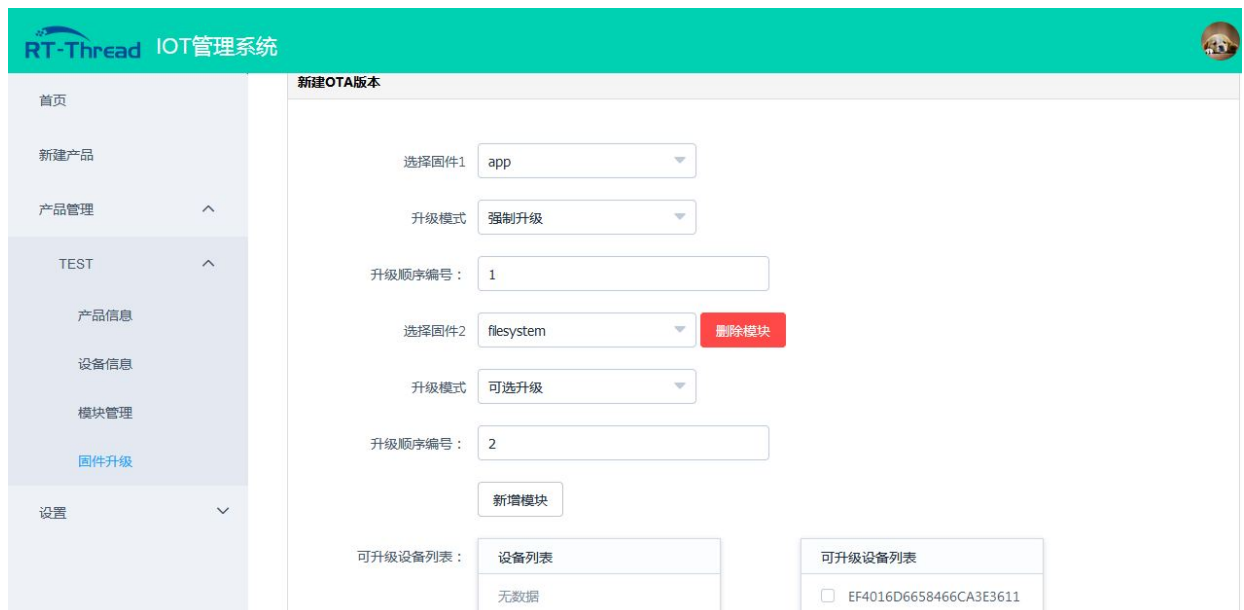 RT-Thread IOT管理系统
首页
新建产品
产品管理
TEST
产品信息
设备信息
模块管理
固件升级
设置
新建OTA版本
选择固件1 app
升级模式 强制升级
升级顺序编号： 1
选择固件2 filesystem 删除模块
升级模式 可选升级
升级顺序编号： 2
新增模块
可升级设备列表： 设备列表 可升级设备列表
无数据 EF4016D6658466CA3E3611